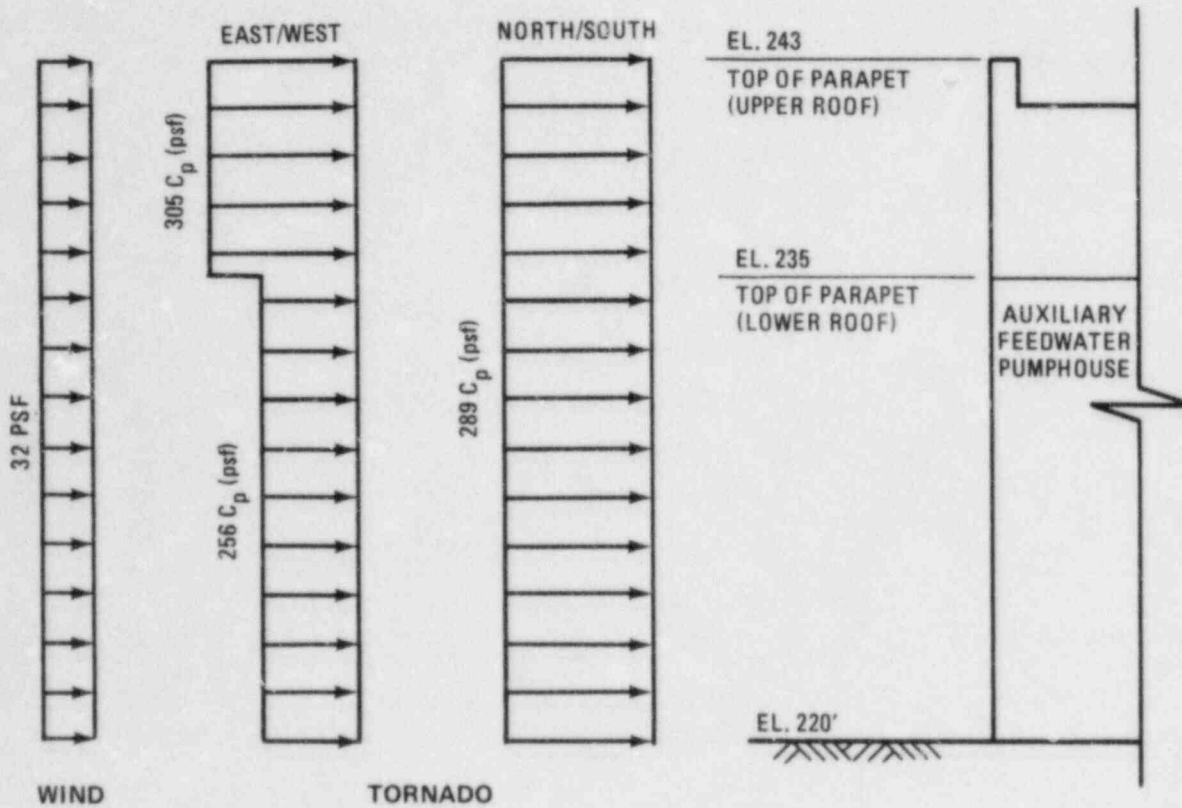 EAST/WEST
NORTH/SOUTH
EL. 243
TOP OF PARAPET
(UPPER ROOF)
305 Cp (psf)
EL. 235
TOP OF PARAPET
(LOWER ROOF)
AUXILIARY
FEEDWATER
PUMPHOUSE
32 PSF
256 Cp (psf)
289 Cp (psf)
EL. 220'
WIND
TORNADO